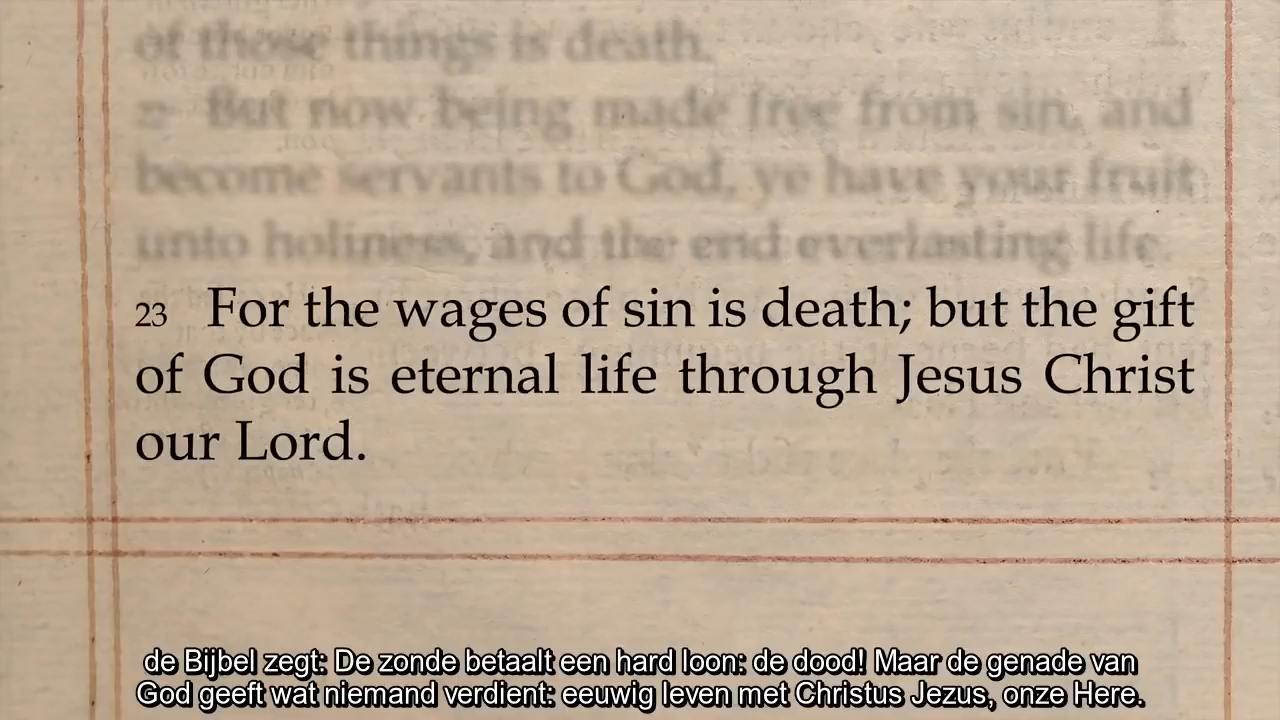 of those things is death.
22 But now being made free from sin, and
become servants to God, ye have your fruit
unto holiness, and the end everlasting life.
23 For the wages of sin is death; but the gift
of God is eternal life through Jesus Christ
our Lord.
de Bijbel zegt: De zonde betaalt een hard loon: de dood! Maar de genade van
God geeft wat niemand verdient: eeuwig leven met Christus Jezus, onze Here.